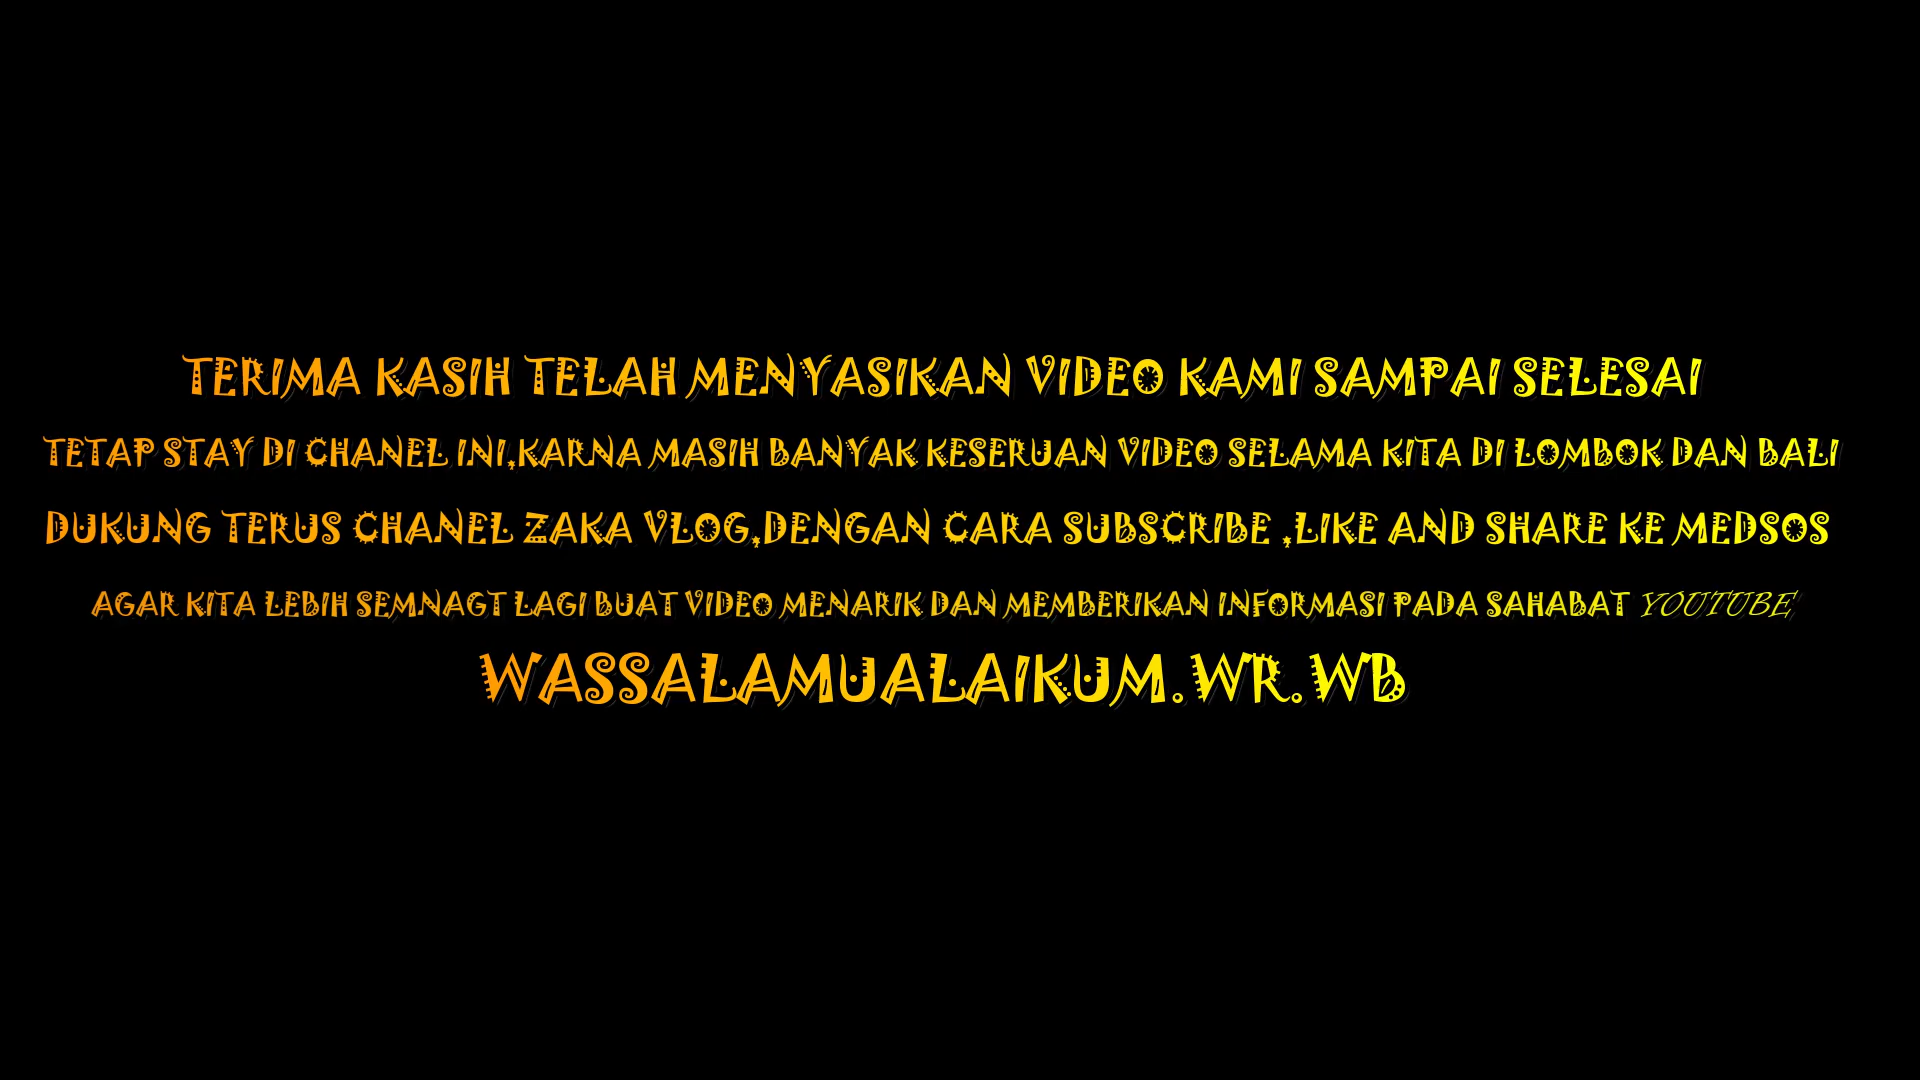 TERIMA KASIH TELAH MENYASIKAN VIDEO KAMI SAMPAI SELESAI
TETAP STAY DI CHANEL INI,KARNA MASIH BANYAK KESERUAN VIDEO SELAMA KITA DI LOMBOK DAN BALI
DUKUNG TERUS CHANEL ZAKA VLOG,DENGAN CARA SUBSCRIBE ,LIKE AND SHARE KE MEDSOS
AGAR KITA LEBIH SEMNAGT LAGI BUAT VIDEO MENARIK DAN MEMBERIKAN INFORMASI PADA SAHABAT YOUTUBE
WASSALAMUALAIKUM.WR.WB